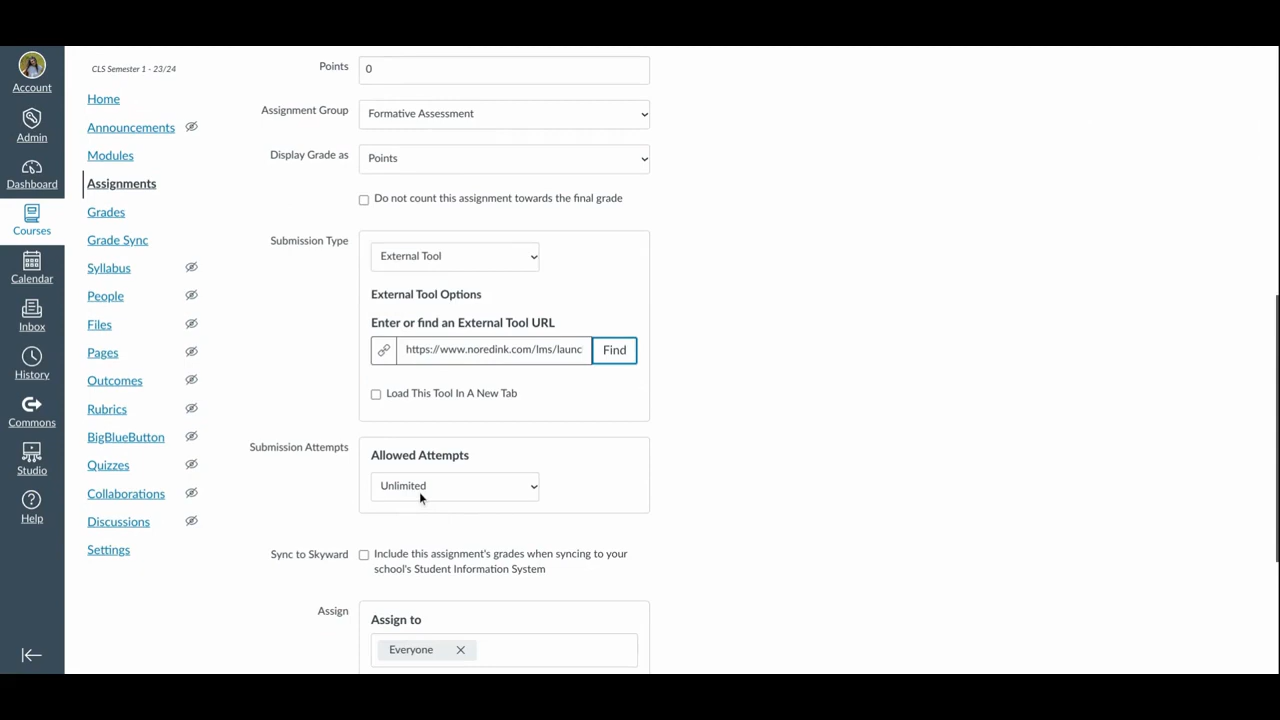 Account
Admin
Dashboard
Courses
Calendar
Inbox
History
Commons
Studio
Help
CLS Semester 1 - 23/24
Home
Announcements
Modules
Assignments
Grades
Grade Sync
Syllabus
People
Files
Pages
Outcomes
Rubrics
BigBlueButton
Quizzes
Collaborations
Discussions
Settings
Points
0
Assignment Group
Formative Assessment
Display Grade as
Points
Do not count this assignment towards the final grade
Submission Type
External Tool
External Tool Options
Enter or find an External Tool URL
https://www.noredink.com/lms/launc
Find
Load This Tool In A New Tab
Submission Attempts
Allowed Attempts
Unlimited
Sync to Skyward
Include this assignment's grades when syncing to your
school's Student Information System
Assign
Assign to
Everyone